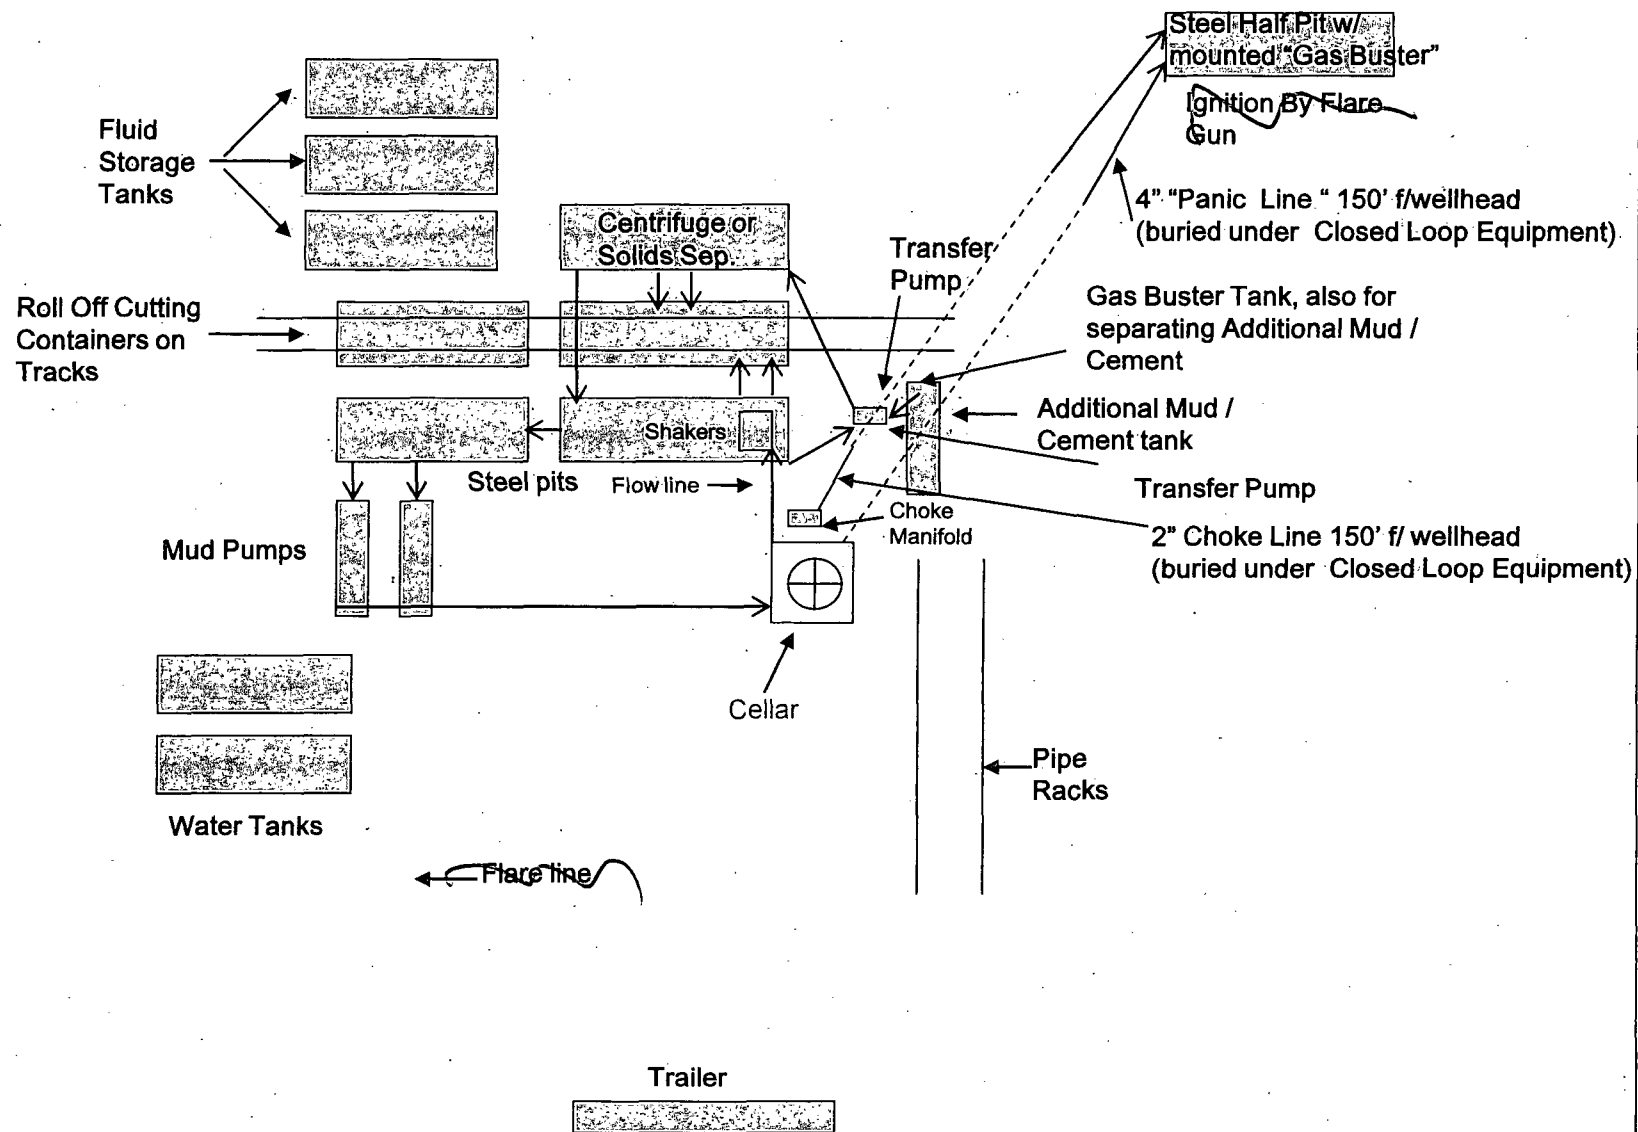 Steel Half Pit w/
mounted “Gas Buster”
Ignition By Flare
Gun
Fluid
Storage
Tanks
4” “Panic Line “ 150’ f/wellhead
(buried under Closed Loop Equipment)
Centrifuge or
Solids Sep.
Transfer
Pump
Gas Buster Tank, also for
separating Additional Mud /
Cement
Roll Off Cutting
Containers on
Tracks
Additional Mud /
Cement tank
Shakers
Steel pits
Flow line
Transfer Pump
Choke
Manifold
2” Choke Line 150’ f/ wellhead
(buried under Closed Loop Equipment)
Mud Pumps
Cellar
Pipe
Racks
Water Tanks
Flare line
Trailer